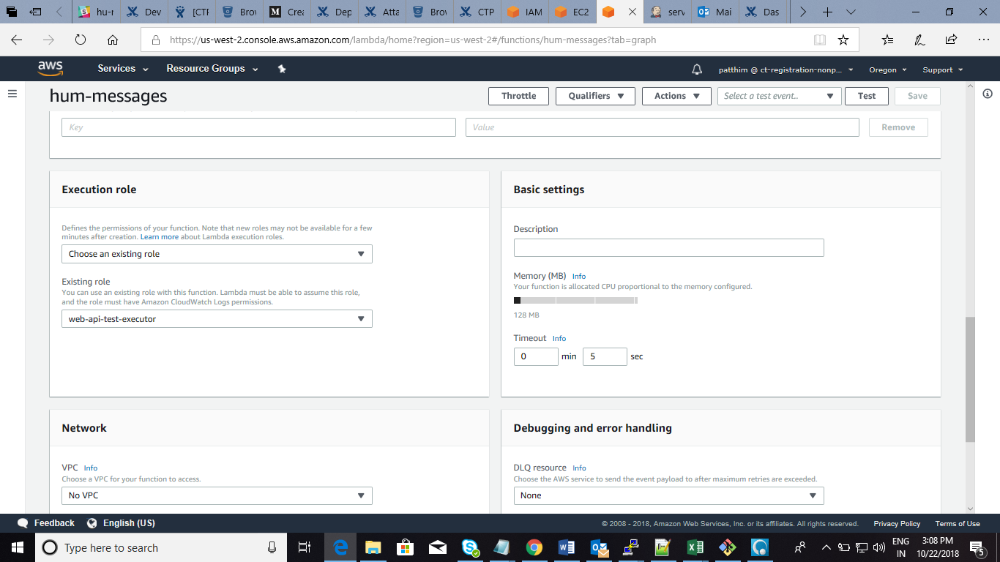 hu-r
Dev
[CTF
Brov
Crea
Dep
Atta
Brov
CTP
IAM
EC2
serv
Mai
Das
https://us-west-2.console.aws.amazon.com/lambda/home?region=us-west-2#/functions/hum-messages?tab=graph
aws Services Resource Groups patthim @ ct-registration-nonp... Oregon Support
hum-messages Throttle Qualifiers Actions Select a test event.. Test Save
Key Value Remove
Execution role
Defines the permissions of your function. Note that new roles may not be available for a few
minutes after creation. Learn more about Lambda execution roles.
Choose an existing role
Existing role
You can use an existing role with this function. Lambda must be able to assume this role,
and the role must have Amazon CloudWatch Logs permissions.
web-api-test-executor
Basic settings
Description
Memory (MB) Info
Your function is allocated CPU proportional to the memory configured.
128 MB
Timeout Info
0 min 5 sec
Network
VPC Info
Choose a VPC for your function to access.
No VPC
Debugging and error handling
DLQ resource Info
Choose the AWS service to send the event payload to after maximum retries are exceeded.
None
Feedback English (US) © 2008 - 2018, Amazon Web Services, Inc. or its affiliates. All rights reserved. Privacy Policy Terms of Use
Type here to search
ENG
IN
3:08 PM
10/22/2018
5